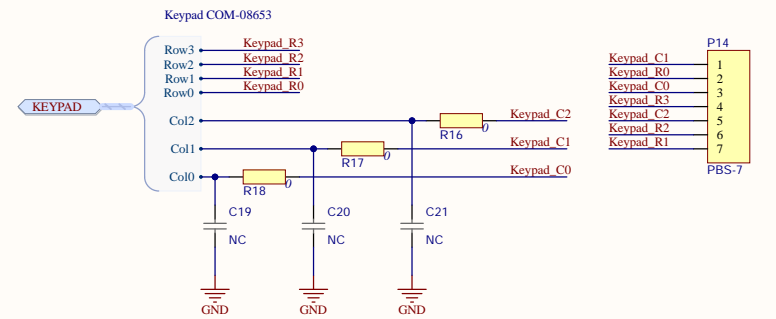 Keypad COM-08653
KEYPAD
Row3 Keypad_R3
Row2 Keypad_R2
Row1 Keypad_R1
Row0 Keypad_R0
Col2 R16 0 Keypad_C2
Col1 R17 0 Keypad_C1
Col0 R18 0 Keypad_C0
C19 C20 C21
NC NC NC
GND GND GND
P14
Keypad_C1 1
Keypad_R0 2
Keypad_C0 3
Keypad_R3 4
Keypad_C2 5
Keypad_R2 6
Keypad_R1 7
PBS-7